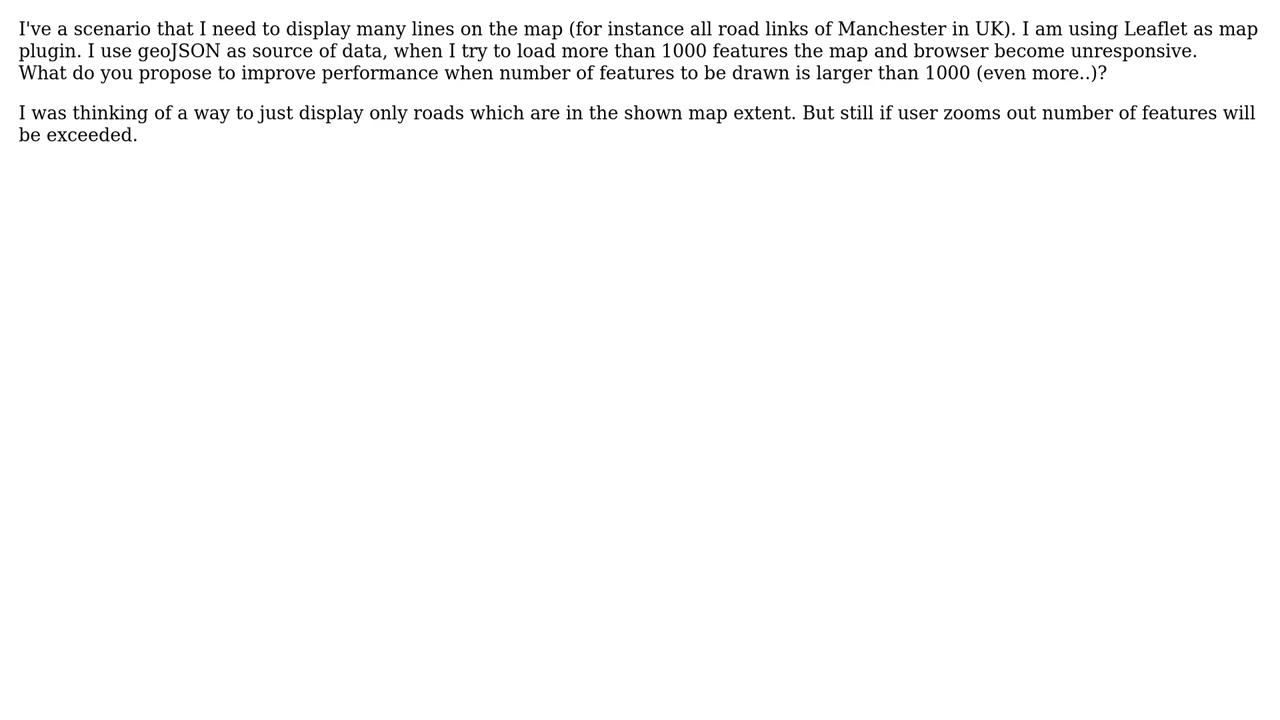 I've a scenario that I need to display many lines on the map (for instance all road links of Manchester in UK). I am using Leaflet as map
plugin. I use geoJSON as source of data, when I try to load more than 1000 features the map and browser become unresponsive.
What do you propose to improve performance when number of features to be drawn is larger than 1000 (even more..)?
I was thinking of a way to just display only roads which are in the shown map extent. But still if user zooms out number of features will
be exceeded.